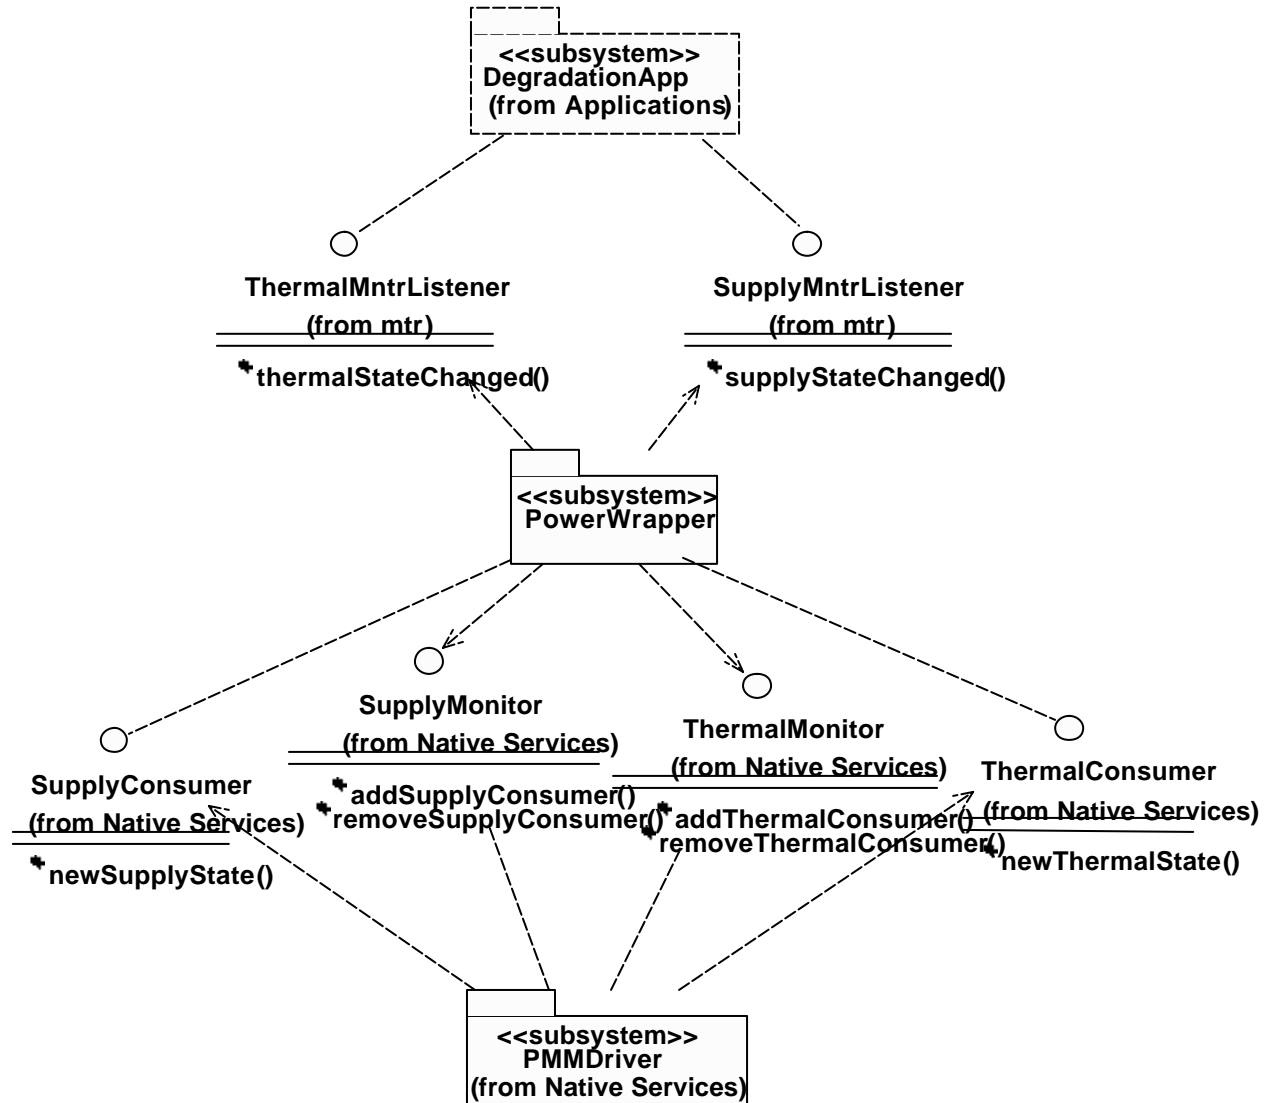 <<subsystem>>
DegradationApp
(from Applications)
ThermalMntrListener
(from mtr)
thermalStateChanged()
SupplyMntrListener
(from mtr)
supplyStateChanged()
<<subsystem>>
PowerWrapper
SupplyMonitor
(from Native Services)
addSupplyConsumer()
removeSupplyConsumer()
ThermalMonitor
(from Native Services)
addThermalConsumer()
removeThermalConsumer()
SupplyConsumer
(from Native Services)
newSupplyState()
ThermalConsumer
(from Native Services)
newThermalState()
<<subsystem>>
PMMDriver
(from Native Services)